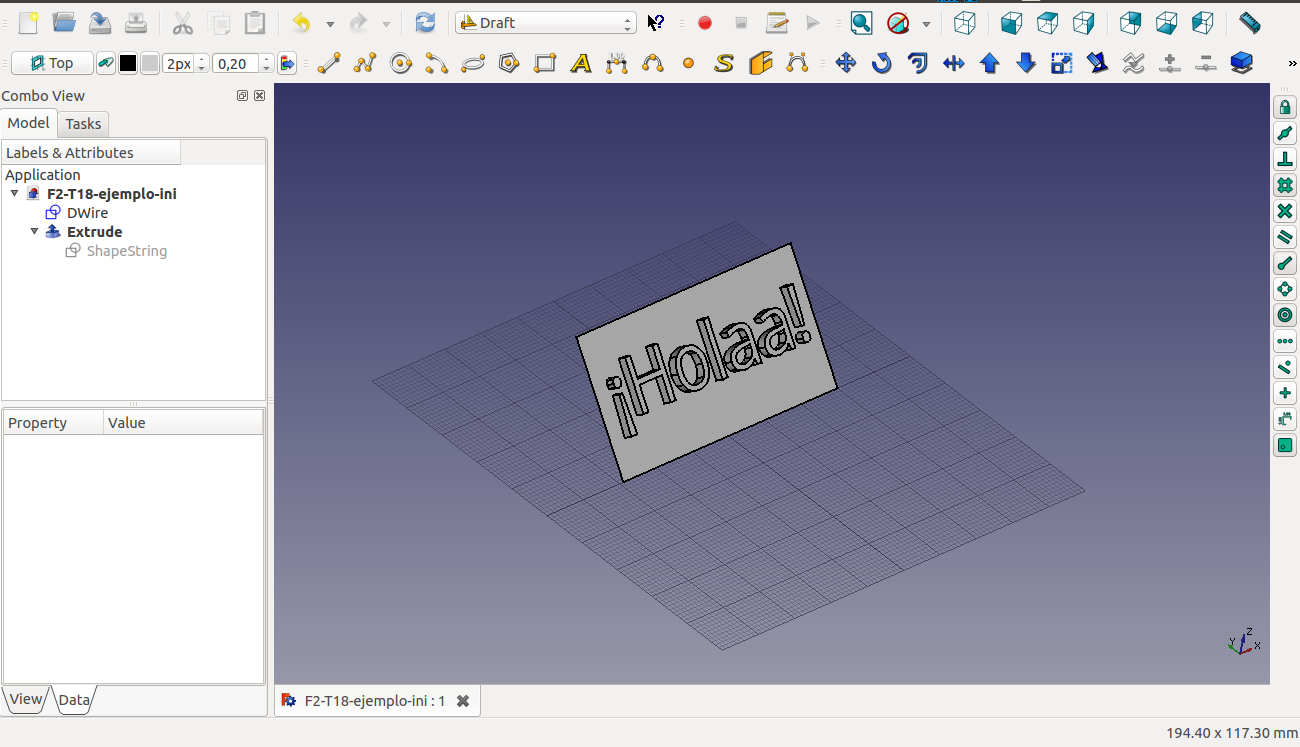 Draft
Top
2px
0,20
Combo View
Model
Tasks
Labels & Attributes
Application
F2-T18-ejemplo-ini
DWire
Extrude
ShapeString
Property
Value
View
Data
¡Holaa!
Z
Y
X
F2-T18-ejemplo-ini : 1
194.40 x 117.30 mm